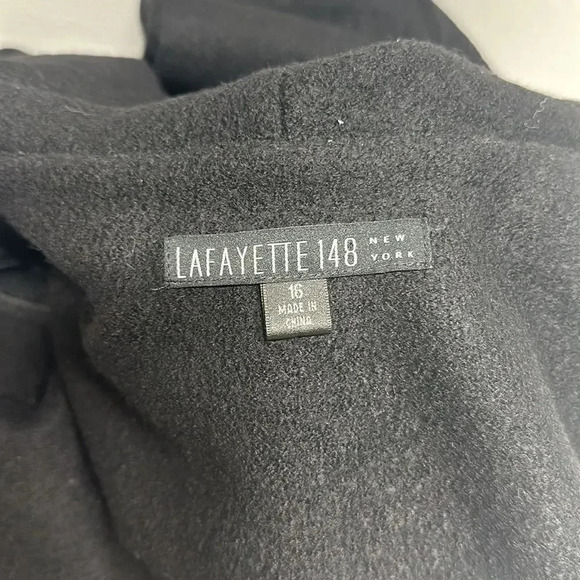 LAFAYETTE 148 NEW YORK
16
MADE IN
CHINA